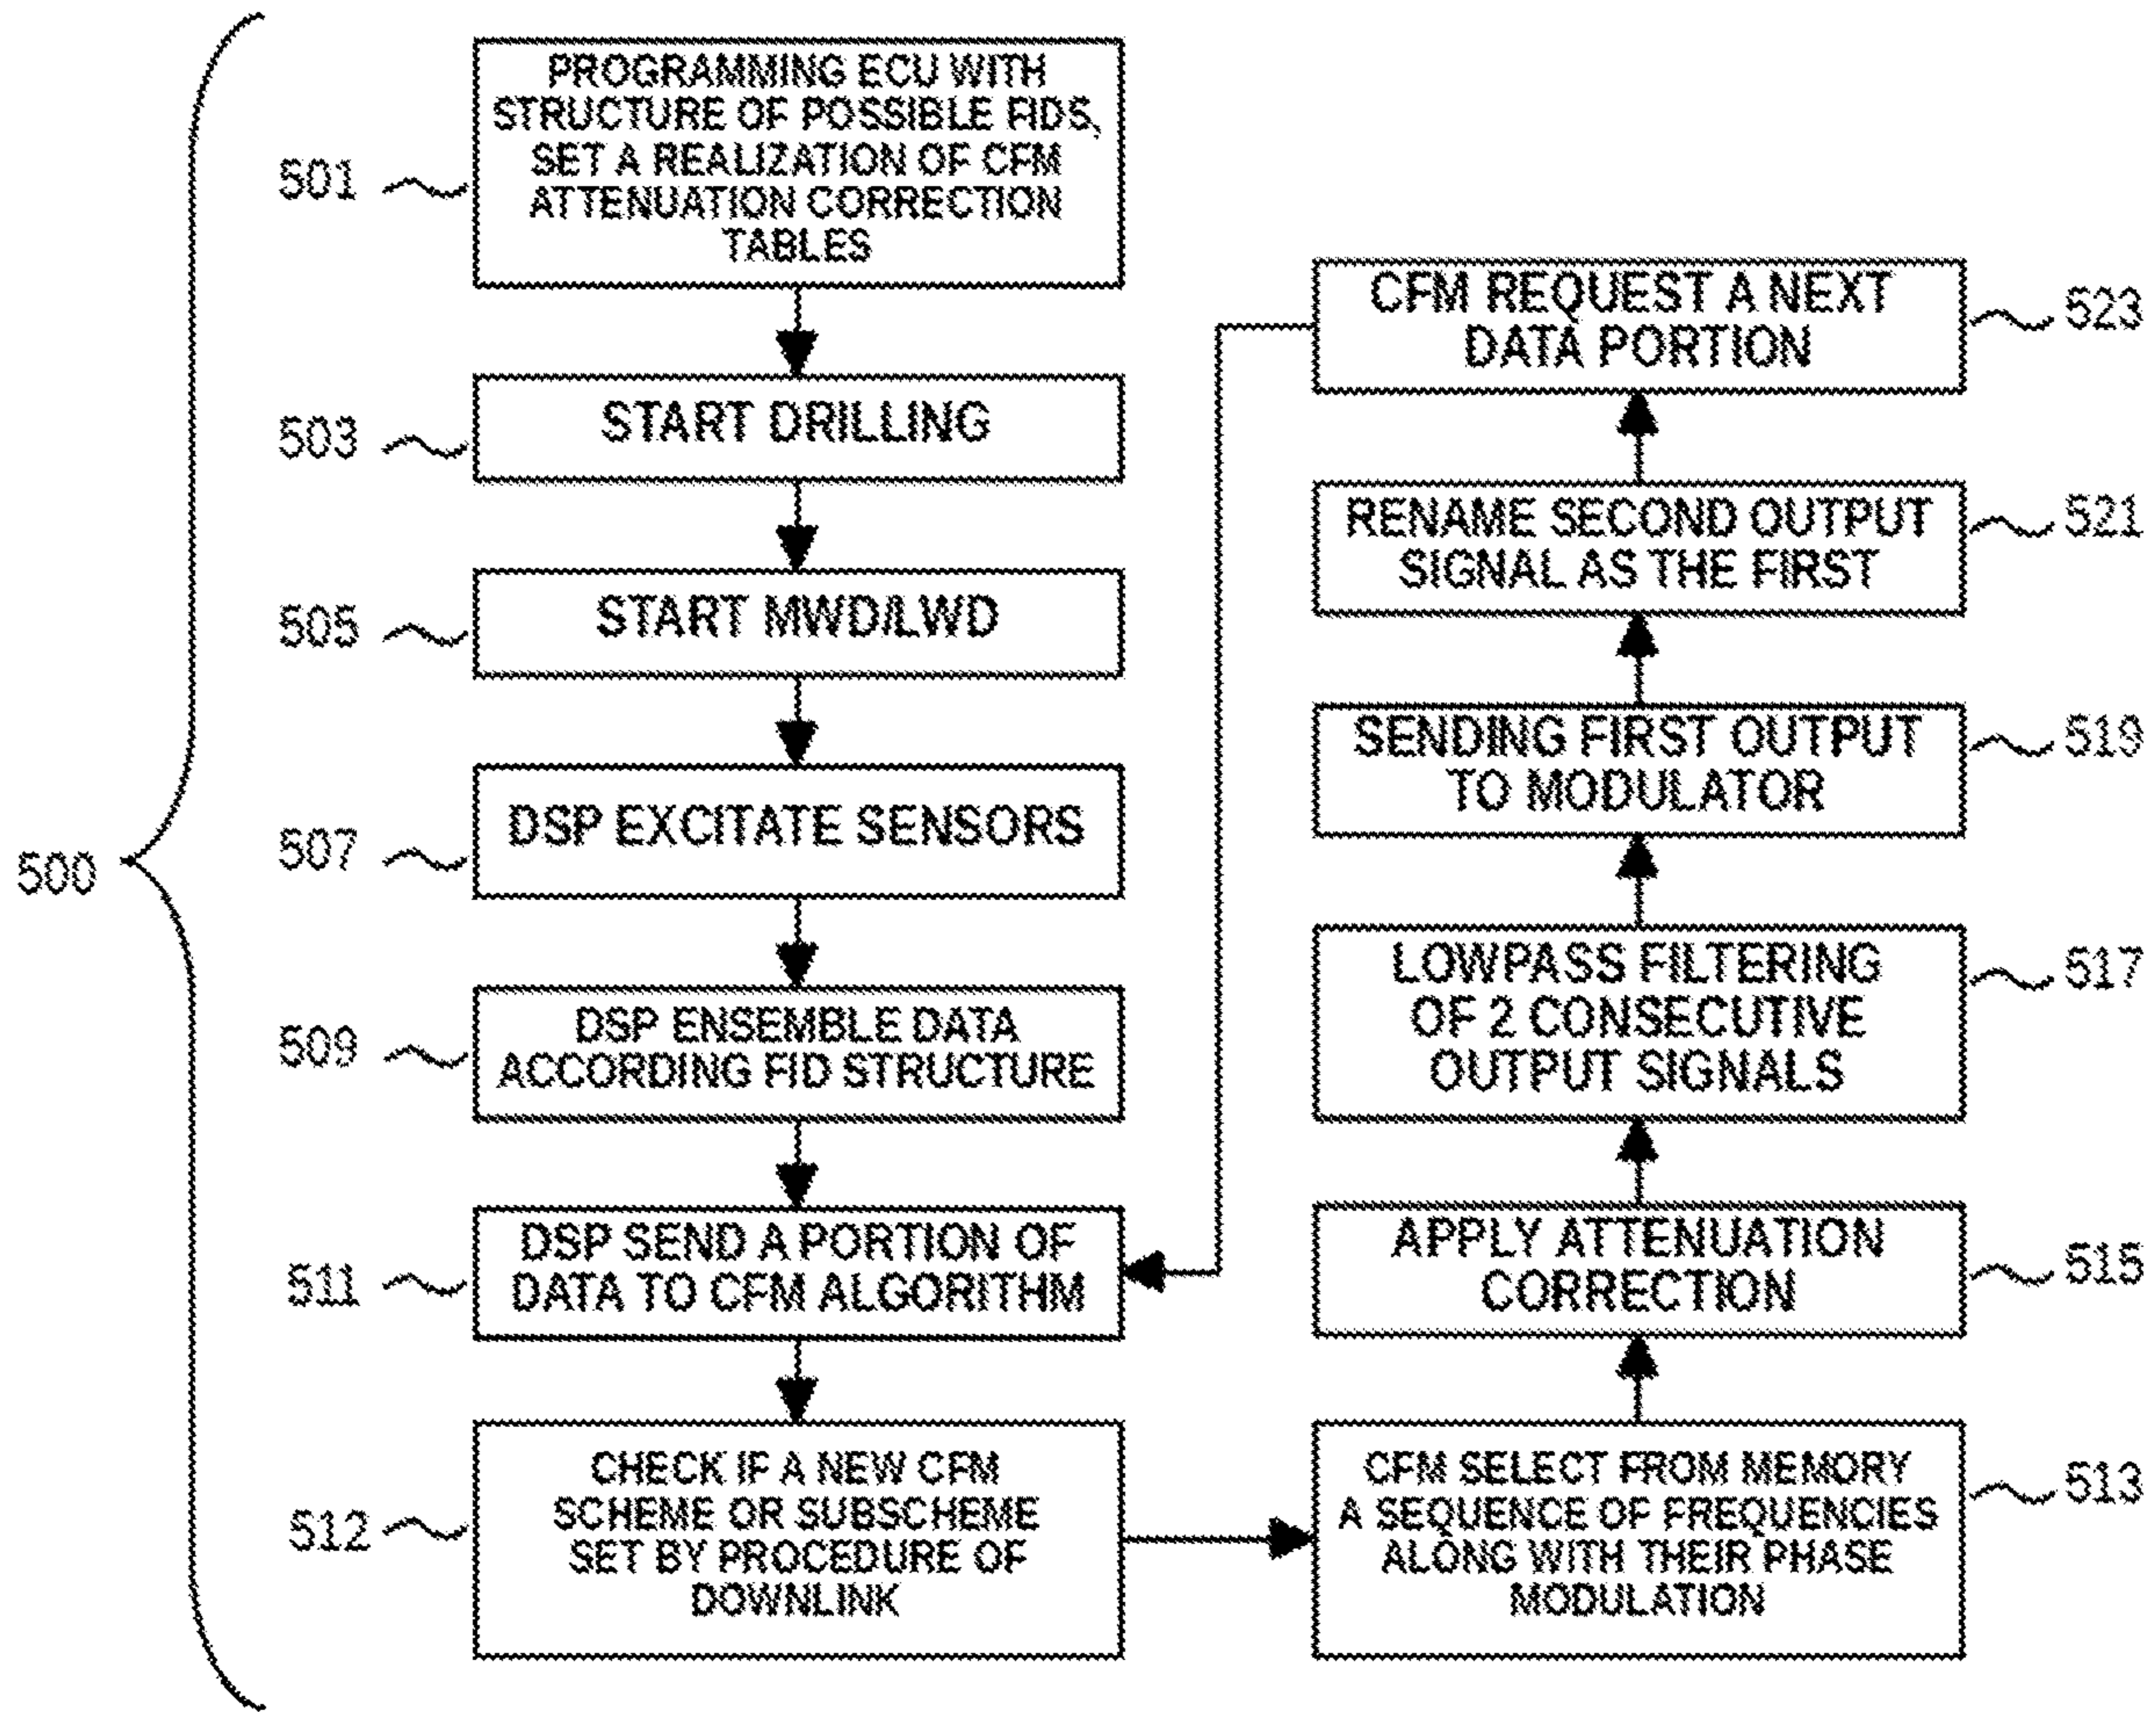 500
501
PROGRAMMING ECU WITH
STRUCTURE OF POSSIBLE FIDS,
SET A REALIZATION OF CFM
ATTENUATION CORRECTION
TABLES
503
START DRILLING
505
START MWD/LWD
507
DSP EXCITATE SENSORS
509
DSP ENSEMBLE DATA
ACCORDING FID STRUCTURE
511
DSP SEND A PORTION OF
DATA TO CFM ALGORITHM
512
CHECK IF A NEW CFM
SCHEME OR SUBSCHEME
SET BY PROCEDURE OF
DOWNLINK
CFM SELECT FROM MEMORY
A SEQUENCE OF FREQUENCIES
ALONG WITH THEIR PHASE
MODULATION
513
APPLY ATTENUATION
CORRECTION
515
LOWPASS FILTERING
OF 2 CONSECUTIVE
OUTPUT SIGNALS
517
SENDING FIRST OUTPUT
TO MODULATOR
519
RENAME SECOND OUTPUT
SIGNAL AS THE FIRST
521
CFM REQUEST A NEXT
DATA PORTION
523